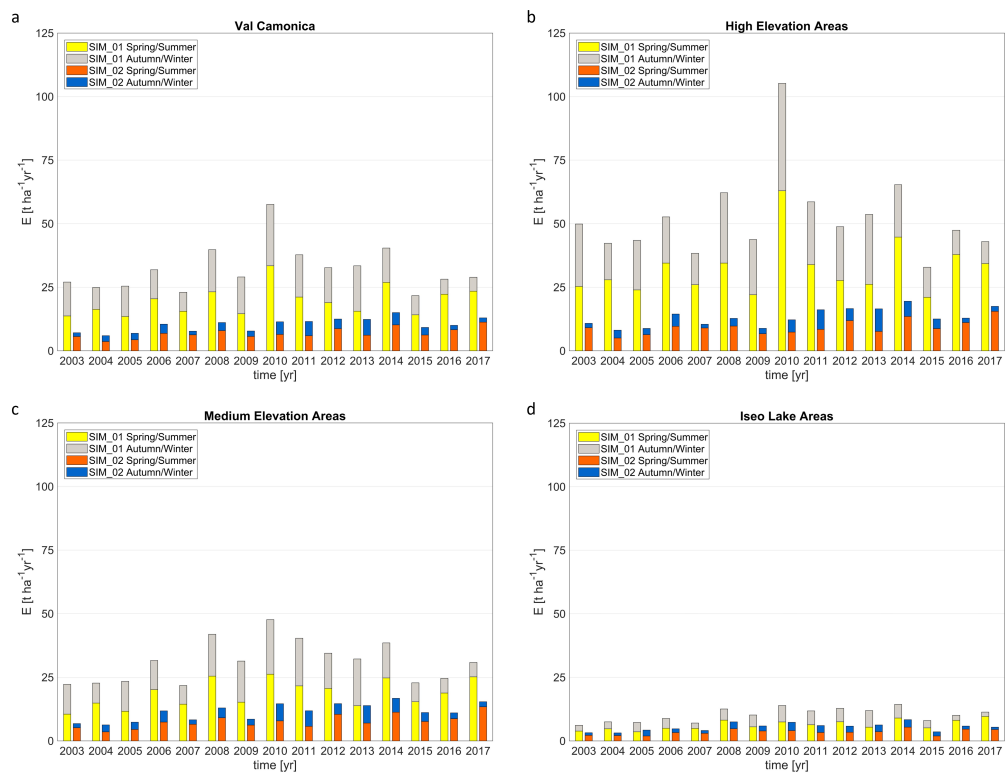 a
Val Camonica
125
100
75
50
25
0
E [t ha⁻¹yr⁻¹]
SIM_01 Spring/Summer
SIM_01 Autumn/Winter
SIM_02 Spring/Summer
SIM_02 Autumn/Winter
2003 2004 2005 2006 2007 2008 2009 2010 2011 2012 2013 2014 2015 2016 2017
time [yr]
b
High Elevation Areas
125
100
75
50
25
0
E [t ha⁻¹yr⁻¹]
SIM_01 Spring/Summer
SIM_01 Autumn/Winter
SIM_02 Spring/Summer
SIM_02 Autumn/Winter
2003 2004 2005 2006 2007 2008 2009 2010 2011 2012 2013 2014 2015 2016 2017
time [yr]
c
Medium Elevation Areas
125
100
75
50
25
0
E [t ha⁻¹yr⁻¹]
SIM_01 Spring/Summer
SIM_01 Autumn/Winter
SIM_02 Spring/Summer
SIM_02 Autumn/Winter
2003 2004 2005 2006 2007 2008 2009 2010 2011 2012 2013 2014 2015 2016 2017
time [yr]
d
Iseo Lake Areas
125
100
75
50
25
0
E [t ha⁻¹yr⁻¹]
SIM_01 Spring/Summer
SIM_01 Autumn/Winter
SIM_02 Spring/Summer
SIM_02 Autumn/Winter
2003 2004 2005 2006 2007 2008 2009 2010 2011 2012 2013 2014 2015 2016 2017
time [yr]